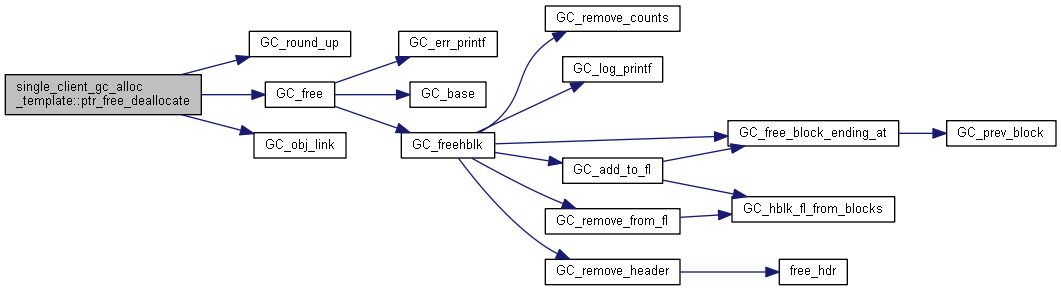 single_client_gc_alloc
_template::ptr_free_deallocate
GC_round_up
GC_free
GC_obj_link
GC_err_printf
GC_base
GC_freehblk
GC_remove_counts
GC_log_printf
GC_add_to_fl
GC_remove_from_fl
GC_remove_header
GC_free_block_ending_at
GC_hblk_fl_from_blocks
free_hdr
GC_prev_block